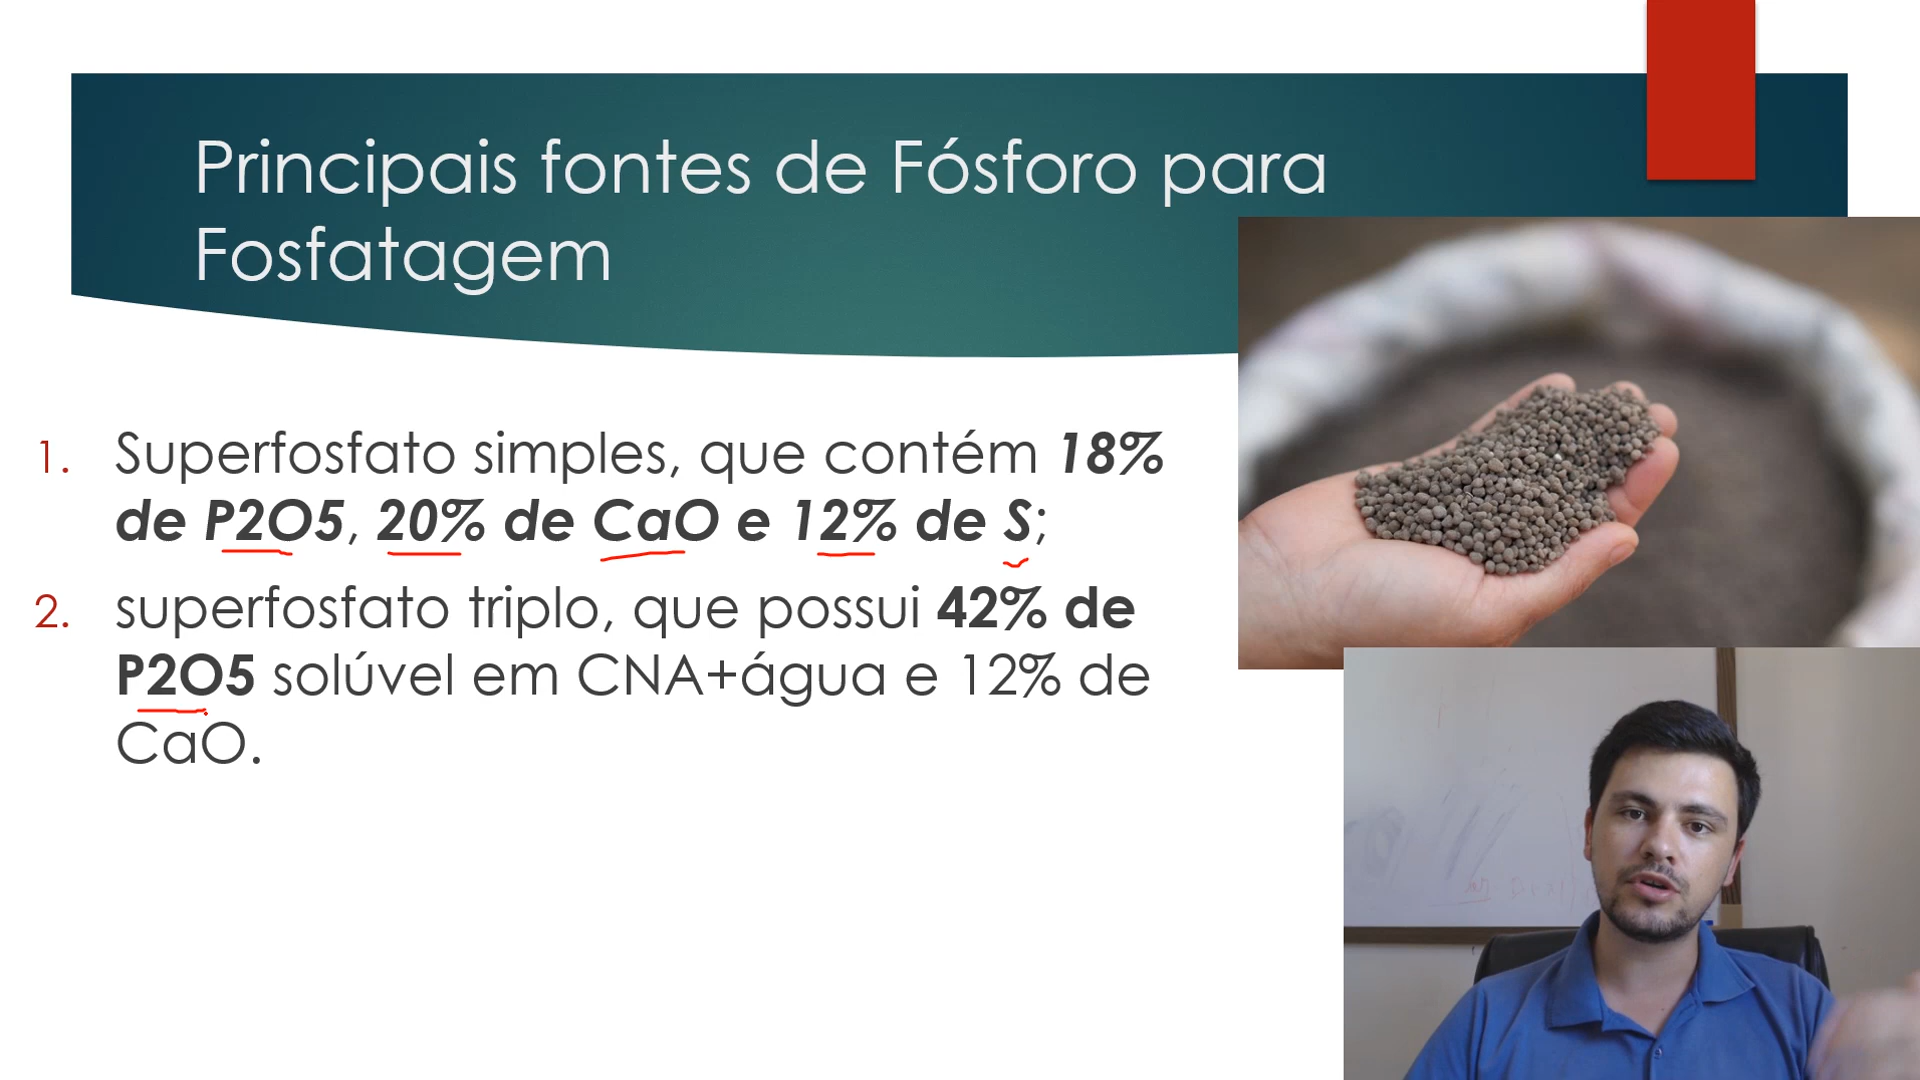 Principais fontes de Fósforo para
Fosfatagem
1. Superfosfato simples, que contém 18%
de P2O5, 20% de CaO e 12% de S;
2. superfosfato triplo, que possui 42% de
P2O5 solúvel em CNA+água e 12% de
CaO.